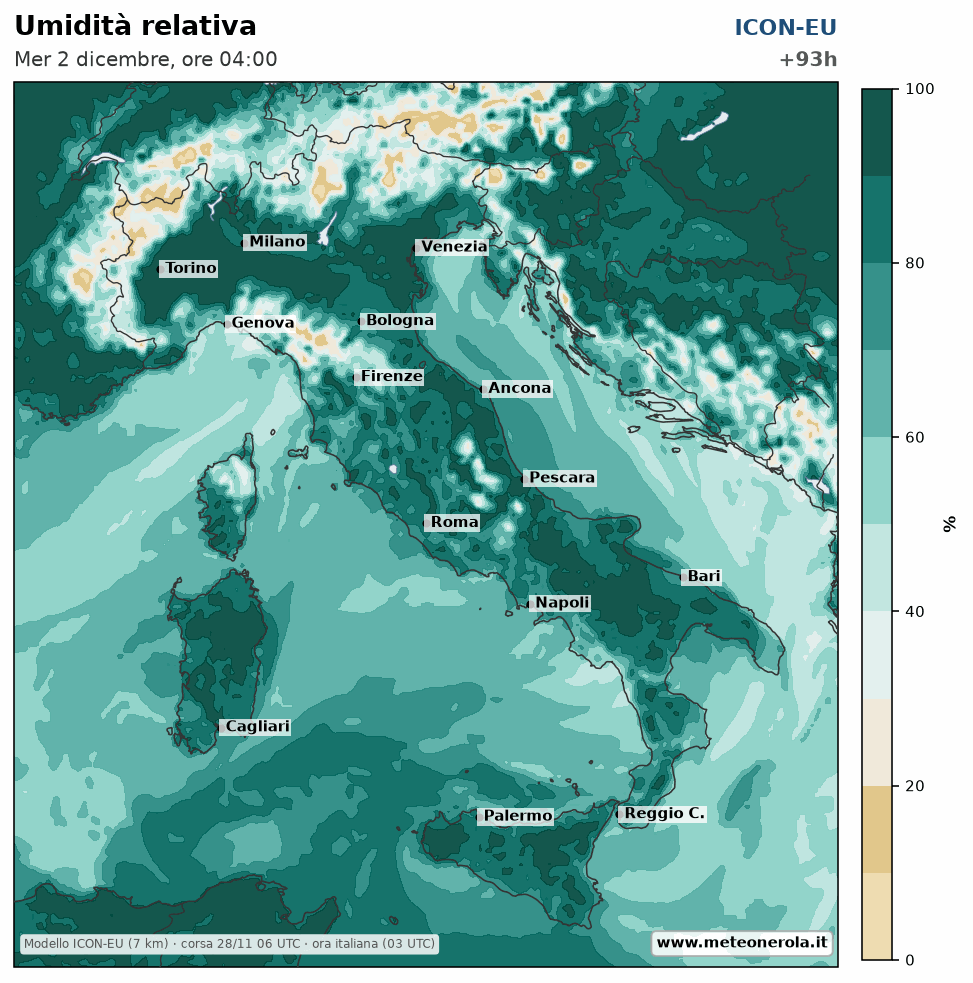 Umidità relativa
ICON-EU
Mer 2 dicembre, ore 04:00
+93h
100
80
60
40
20
0
%
Milano
Venezia
Torino
Genova
Bologna
Firenze
Ancona
Pescara
Roma
Bari
Napoli
Cagliari
Palermo
Reggio C.
Modello ICON-EU (7 km) · corsa 28/11 06 UTC · ora italiana (03 UTC)
www.meteonerola.it